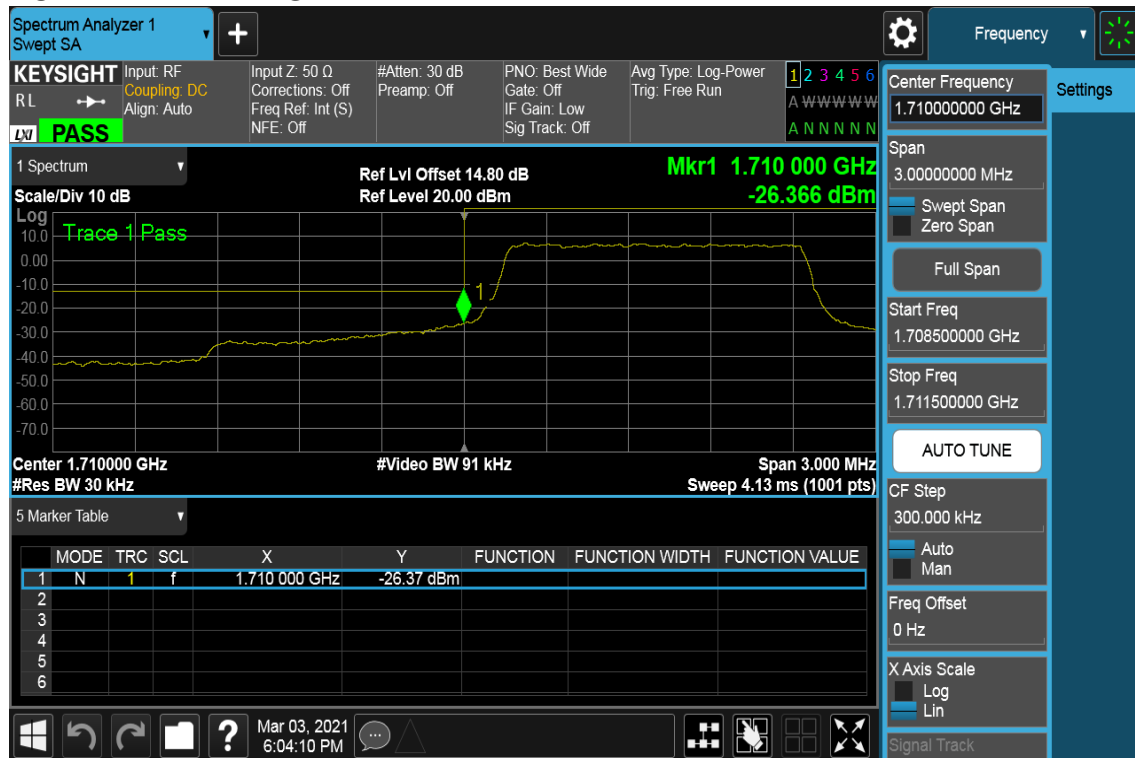 Spectrum Analyzer 1
Swept SA
Frequency
KEYSIGHT
RL
LXI PASS
Input: RF
Coupling: DC
Align: Auto
Input Z: 50 Ω
Corrections: Off
Freq Ref: Int (S)
NFE: Off
#Atten: 30 dB
Preamp: Off
PNO: Best Wide
Gate: Off
IF Gain: Low
Sig Track: Off
Avg Type: Log-Power
Trig: Free Run
1 2 3 4 5 6
A W W W W W
A N N N N N
1 Spectrum
Scale/Div 10 dB
Ref Lvl Offset 14.80 dB
Ref Level 20.00 dBm
Mkr1 1.710 000 GHz
-26.366 dBm
Log
Trace 1 Pass
10.0
0.00
-10.0
-20.0
-30.0
-40.0
-50.0
-60.0
-70.0
1
Center 1.710000 GHz
#Res BW 30 kHz
#Video BW 91 kHz
Span 3.000 MHz
Sweep 4.13 ms (1001 pts)
5 Marker Table
MODE TRC SCL X Y FUNCTION FUNCTION WIDTH FUNCTION VALUE
1 N 1 f 1.710 000 GHz -26.37 dBm
2
3
4
5
6
?
Mar 03, 2021
6:04:10 PM
Center Frequency
1.710000000 GHz
Settings
Span
3.00000000 MHz
Swept Span
Zero Span
Full Span
Start Freq
1.708500000 GHz
Stop Freq
1.711500000 GHz
AUTO TUNE
CF Step
300.000 kHz
Auto
Man
Freq Offset
0 Hz
X Axis Scale
Log
Lin
Signal Track